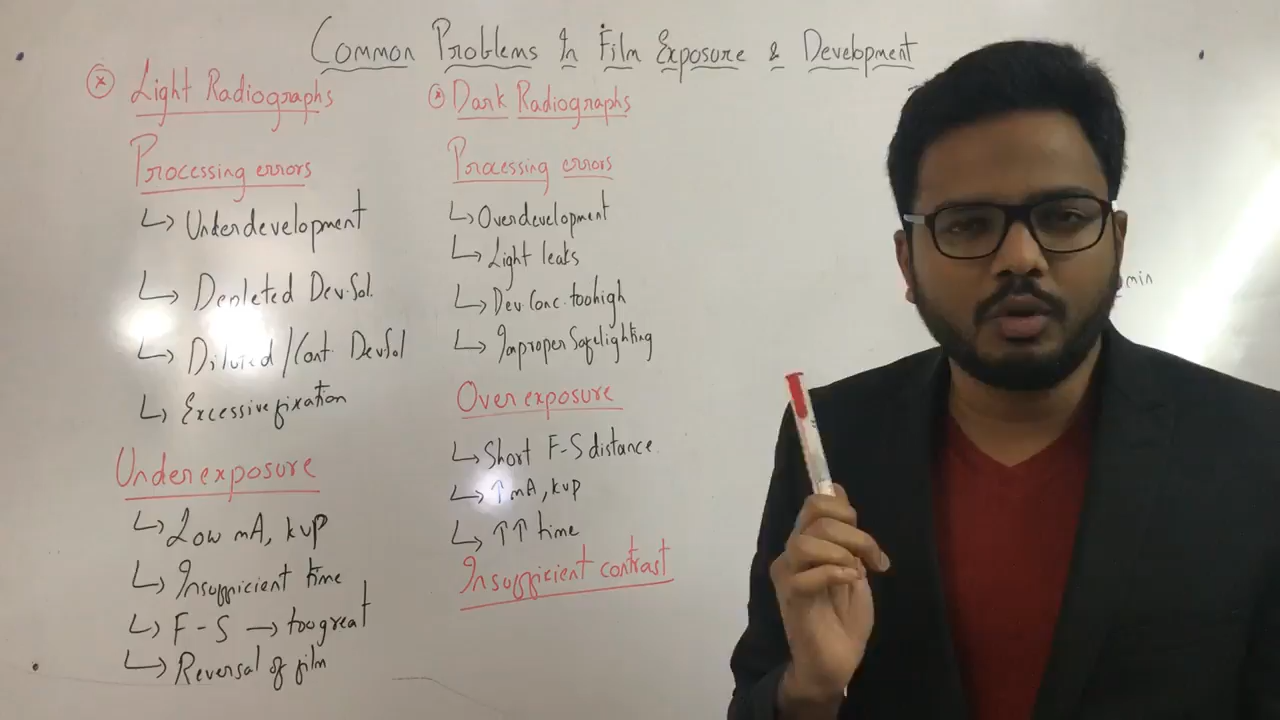 Common Problems In Film Exposure & Development
Light Radiographs
Processing errors
Underdevelopment
Depleted Dev.Sol.
Diluted/Cont. DevSol
Excessive fixation
Underexposure
Low mA, kvp
Insufficient time
F-S → too great
Reversal of film
Dark Radiographs
Processing errors
Overdevelopment
Light leaks
Dev. Conc. too high
Improper Safelighting
Overexposure
Short F-S distance.
↑ mA, kvp
↑↑ time
Insufficient contrast
min